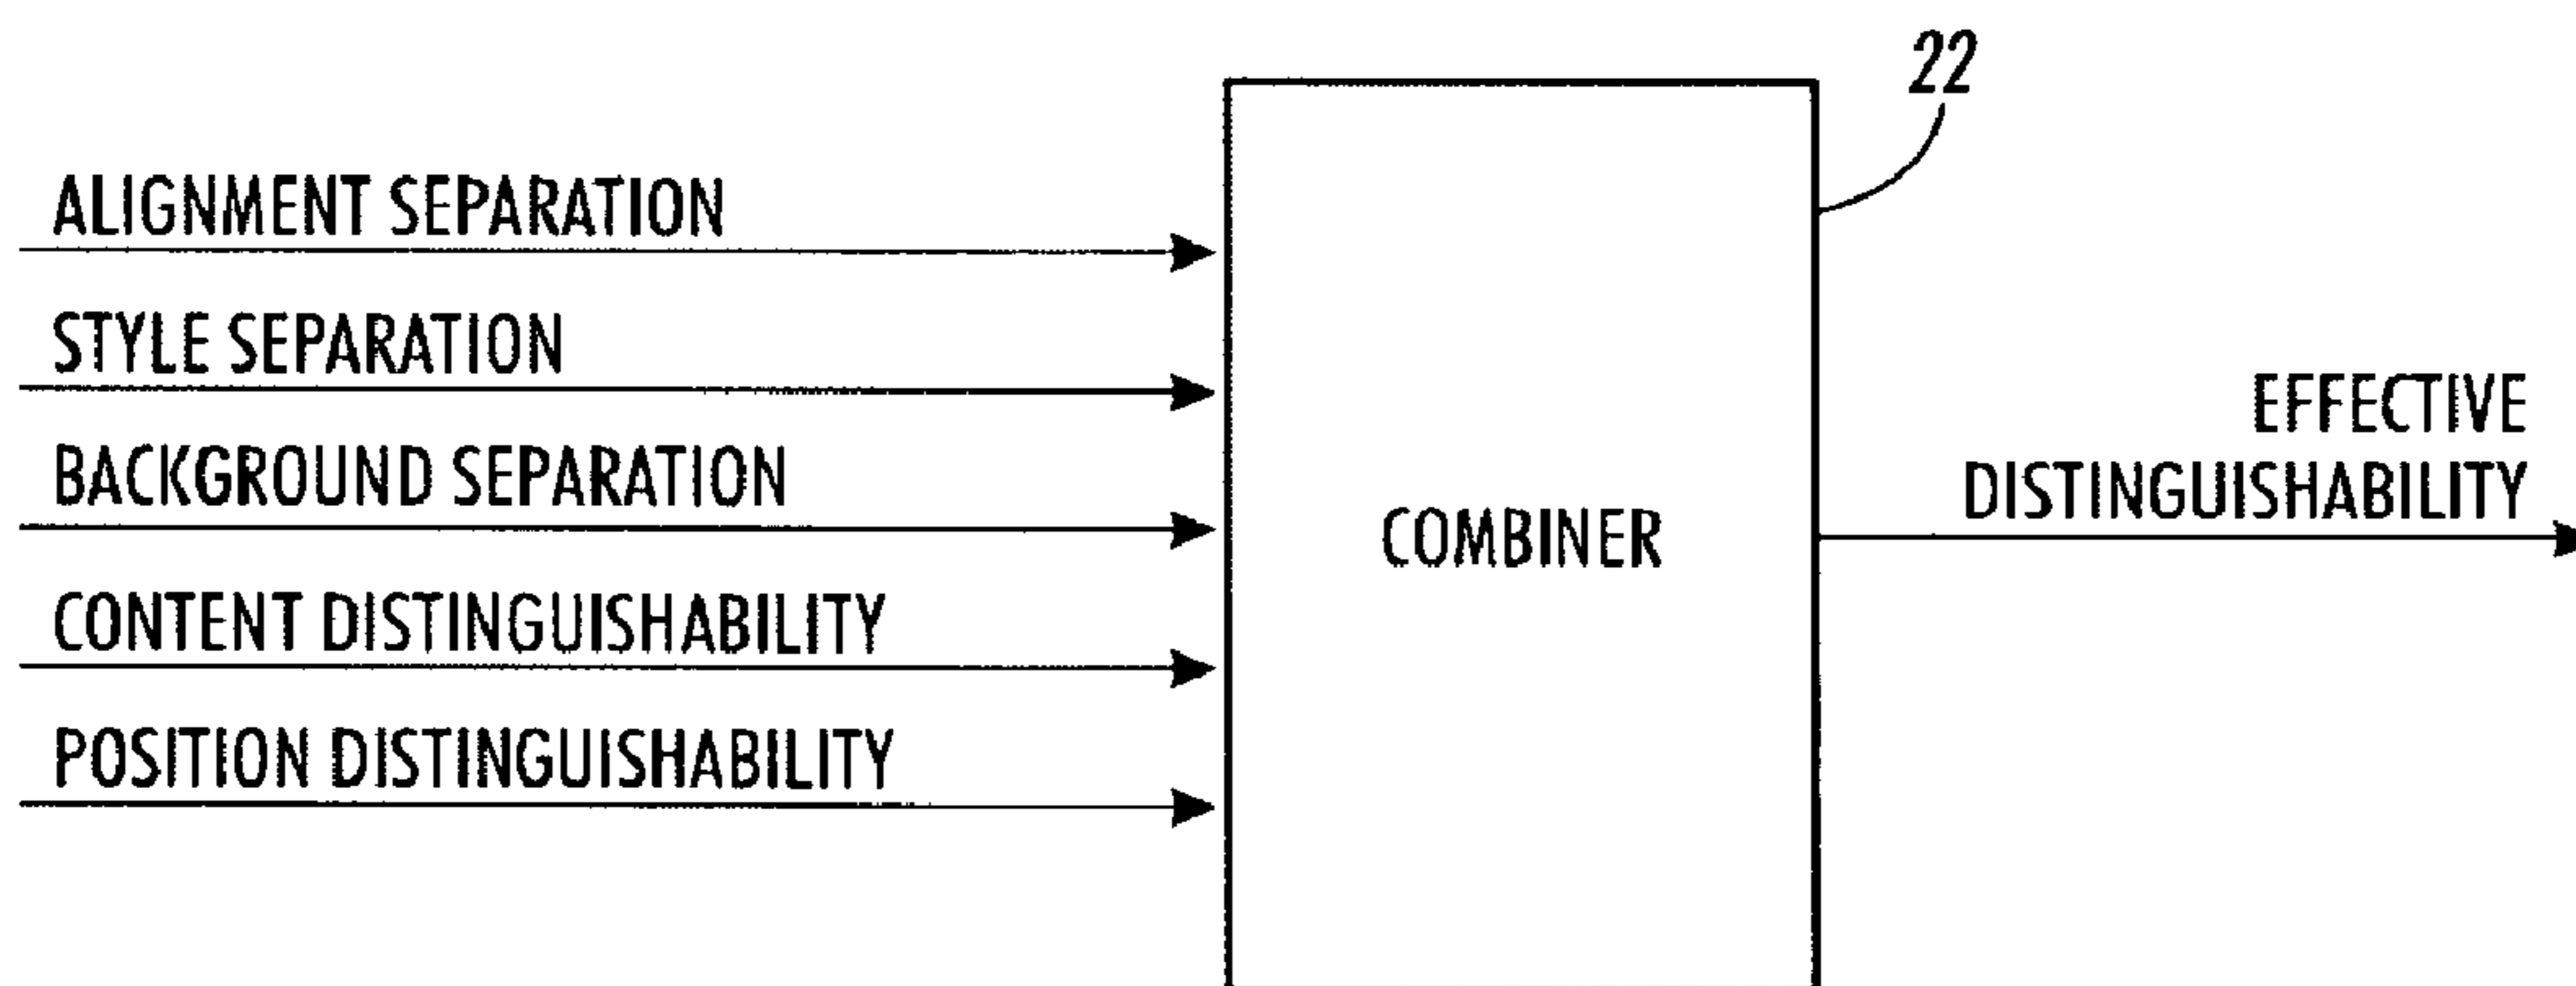 22
ALIGNMENT SEPARATION
STYLE SEPARATION
BACKGROUND SEPARATION
CONTENT DISTINGUISHABILITY
POSITION DISTINGUISHABILITY
COMBINER
EFFECTIVE
DISTINGUISHABILITY